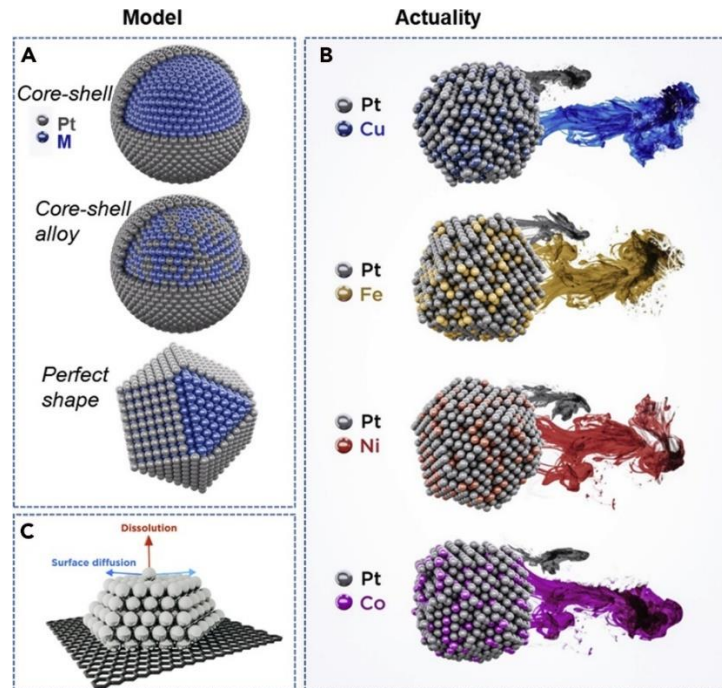 Model
Actuality
A
Core-shell
Pt
M
Core-shell
alloy
Perfect
shape
B
Pt
Cu
Pt
Fe
Pt
Ni
Pt
Co
C
Dissolution
Surface diffusion